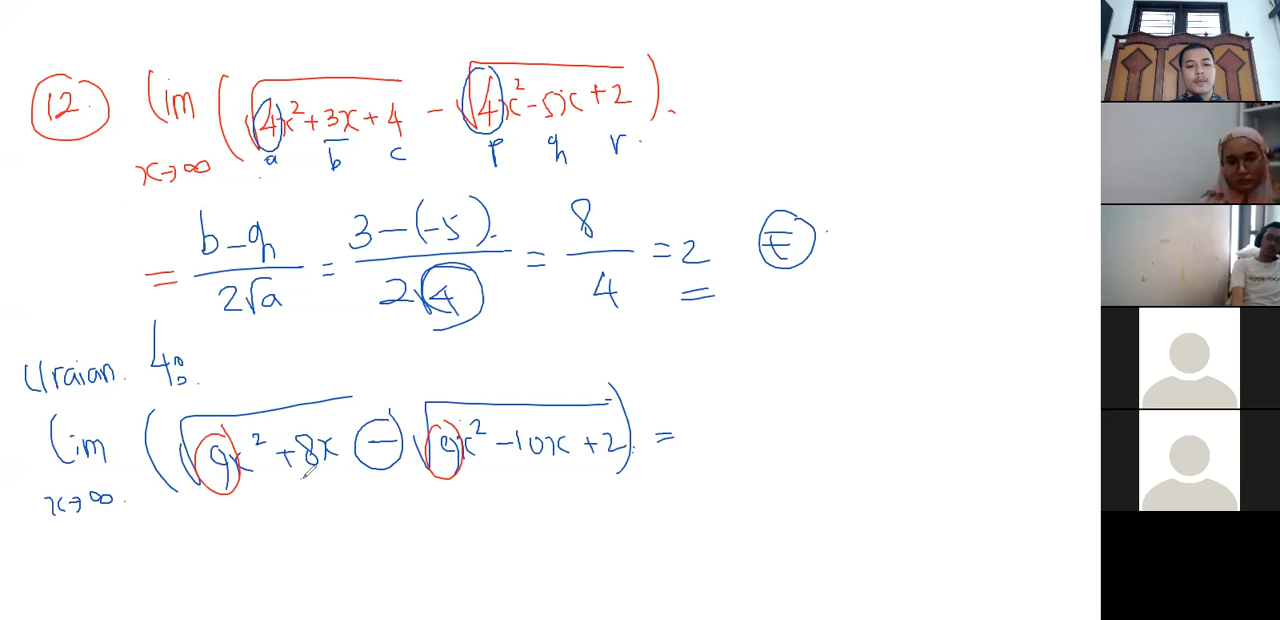 12. lim x→∞ (√(4x²+3x+4) − √(4x²−5x+2)).
a b c p q r.
= (b−q)/(2√a) = (3−(−5))/(2√4) = 8/4 = 2 E
Uraian. 4.
lim x→∞. (√(9x²+8x) − √(9x²−10x+2)) =